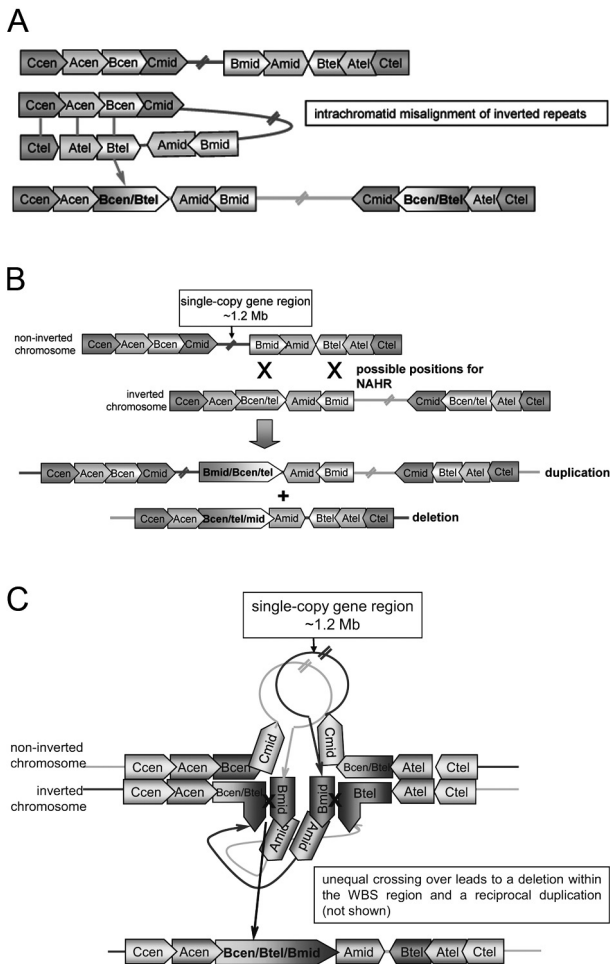 A
Ccen Acen Bcen Cmid Bmid Amid Btel Atel Ctel
Ccen Acen Bcen Cmid
intrachromatid misalignment of inverted repeats
Ctel Atel Btel Amid Bmid
Ccen Acen Bcen/Btel Amid Bmid Cmid Bcen/Btel Atel Ctel
B
single-copy gene region
~1.2 Mb
non-inverted
chromosome
Ccen Acen Bcen Cmid Bmid Amid Btel Atel Ctel
X X possible positions for
NAHR
inverted
chromosome
Ccen Acen Bcen/tel Amid Bmid Cmid Bcen/tel Atel Ctel
Ccen Acen Bcen Cmid Bmid/Bcen/tel Amid Bmid Cmid Btel Atel Ctel duplication
+
Ccen Acen Bcen/tel/mid Amid Btel Atel Ctel deletion
C
single-copy gene region
~1.2 Mb
Cmid Cmid
non-inverted
chromosome
Ccen Acen Bcen Bcen/Btel Atel Ctel
inverted
chromosome
Ccen Acen Bcen/Btel X Bmid Bmid X Btel Atel Ctel
Amid Amid
unequal crossing over leads to a deletion within
the WBS region and a reciprocal duplication
(not shown)
Ccen Acen Bcen/Btel/Bmid Amid Btel Atel Ctel